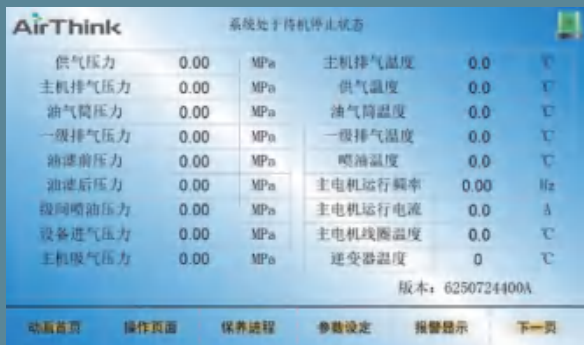 AirThink 系统处于待机停止状态
供气压力 0.00 MPa 主机排气温度 0.0 ℃
主机排气压力 0.00 MPa 供气温度 0.0 ℃
油气筒压力 0.00 MPa 油气筒温度 0.0 ℃
一级排气压力 0.00 MPa 一级排气温度 0.0 ℃
油滤前压力 0.00 MPa 喷油温度 0.0 ℃
油滤后压力 0.00 MPa 主电机运行频率 0.00 Hz
级间喷油压力 0.00 MPa 主电机运行电流 0.0 A
设备进气压力 0.00 MPa 主电机线圈温度 0.0 ℃
主机吸气压力 0.00 MPa 逆变器温度 0 ℃
版本：6250724400A
动画首页 操作页面 保养进程 参数设定 报警显示 下一页